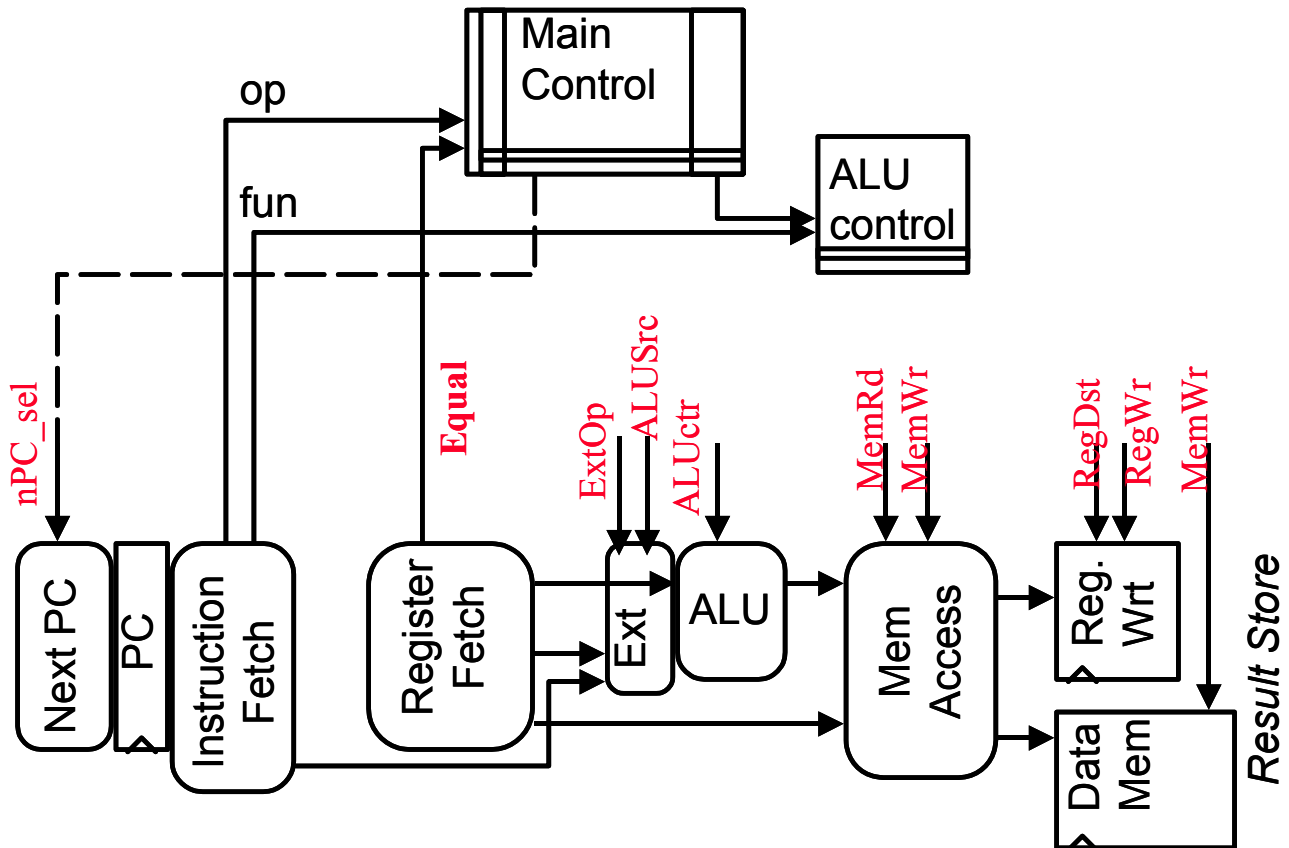 Main
Control
op
ALU
control
fun
nPC_sel
Equal
ExtOp
ALUSrc
ALUctr
MemRd
MemWr
RegDst
RegWr
MemWr
Next PC
PC
Instruction
Fetch
Register
Fetch
Ext
ALU
Mem
Access
Reg.
Wrt
Data
Mem
Result Store